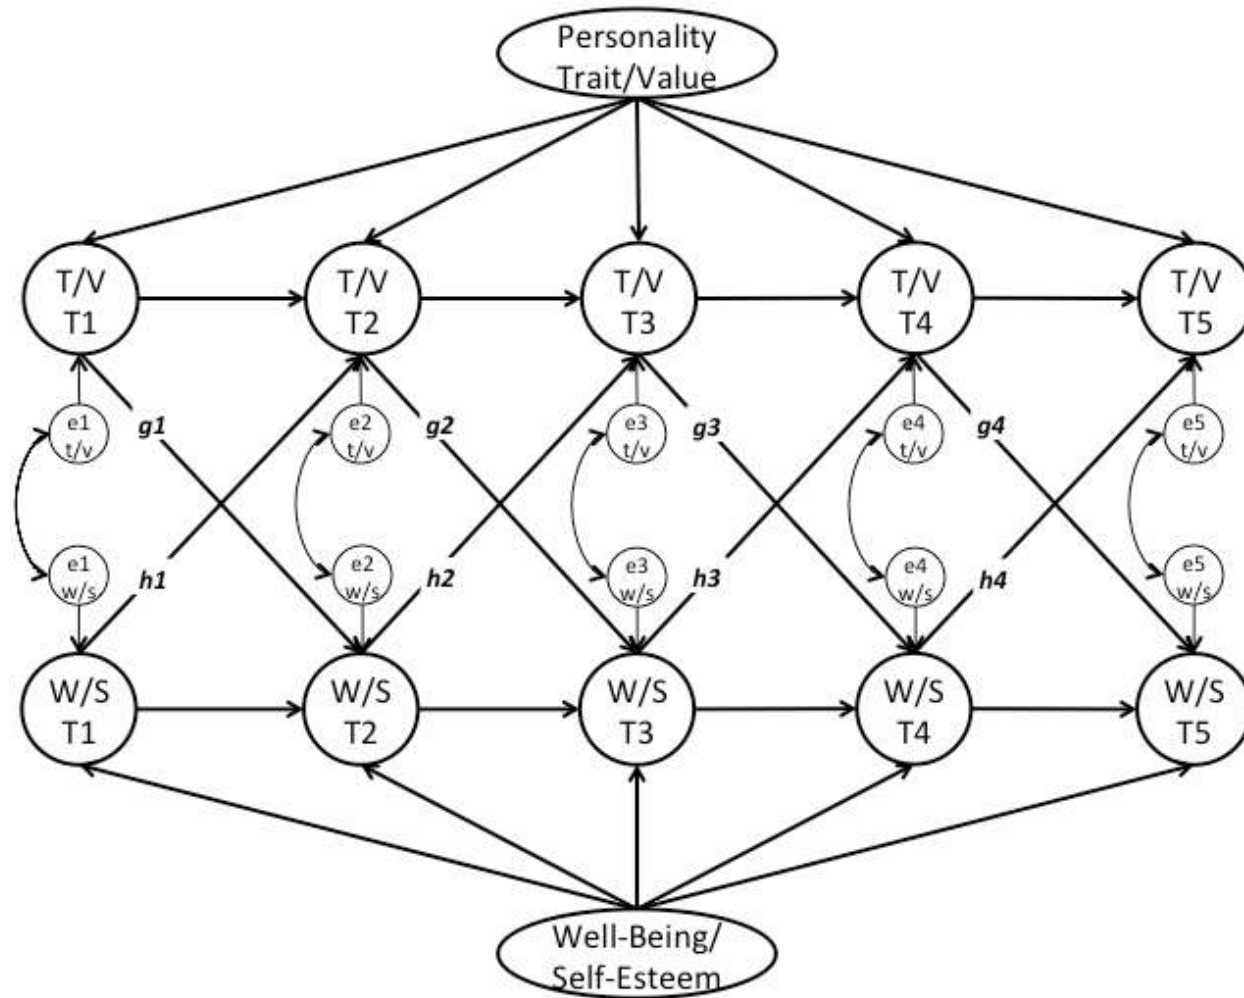 Personality
Trait/Value
T/V
T1
T/V
T2
T/V
T3
T/V
T4
T/V
T5
e1
t/v
g1
e2
t/v
g2
e3
t/v
g3
e4
t/v
g4
e5
t/v
e1
w/s
h1
e2
w/s
h2
e3
w/s
h3
e4
w/s
h4
e5
w/s
W/S
T1
W/S
T2
W/S
T3
W/S
T4
W/S
T5
Well-Being/
Self-Esteem